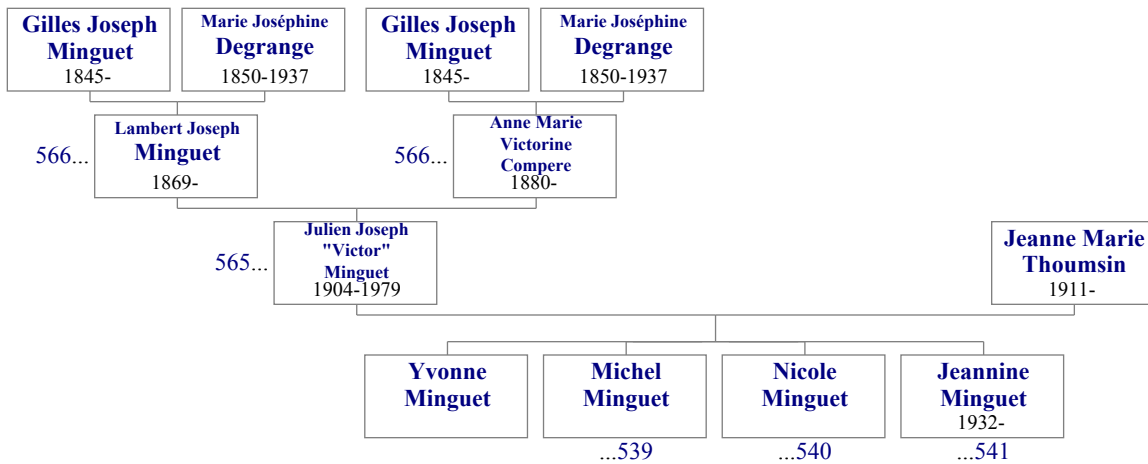 Gilles Joseph
Minguet
1845-
Marie Joséphine
Degrange
1850-1937
Gilles Joseph
Minguet
1845-
Marie Joséphine
Degrange
1850-1937
566...
Lambert Joseph
Minguet
1869-
566...
Anne Marie
Victorine
Compere
1880-
565...
Julien Joseph
"Victor"
Minguet
1904-1979
Jeanne Marie
Thoumsin
1911-
Yvonne
Minguet
Michel
Minguet
...539
Nicole
Minguet
...540
Jeannine
Minguet
1932-
...541